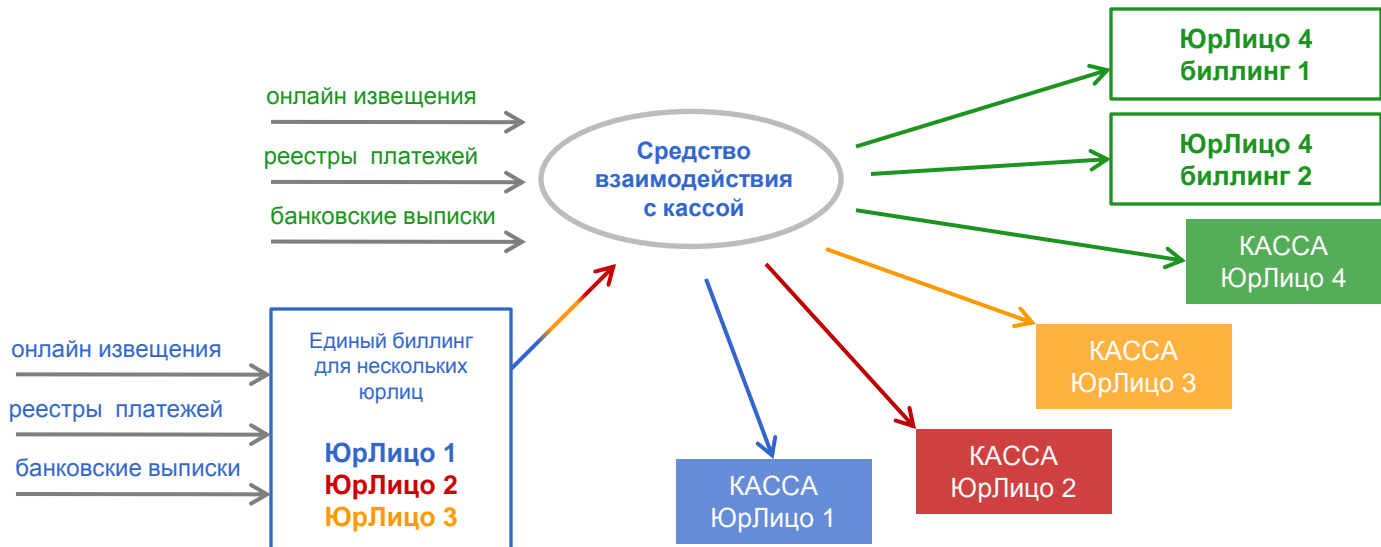 ЮрЛицо 4
биллинг 1
онлайн извещения
реестры платежей
банковские выписки
Средство
взаимодействия
с кассой
ЮрЛицо 4
биллинг 2
КАССА
ЮрЛицо 4
онлайн извещения
реестры платежей
банковские выписки
Единый биллинг
для нескольких
юрлиц
ЮрЛицо 1
ЮрЛицо 2
ЮрЛицо 3
КАССА
ЮрЛицо 3
КАССА
ЮрЛицо 2
КАССА
ЮрЛицо 1